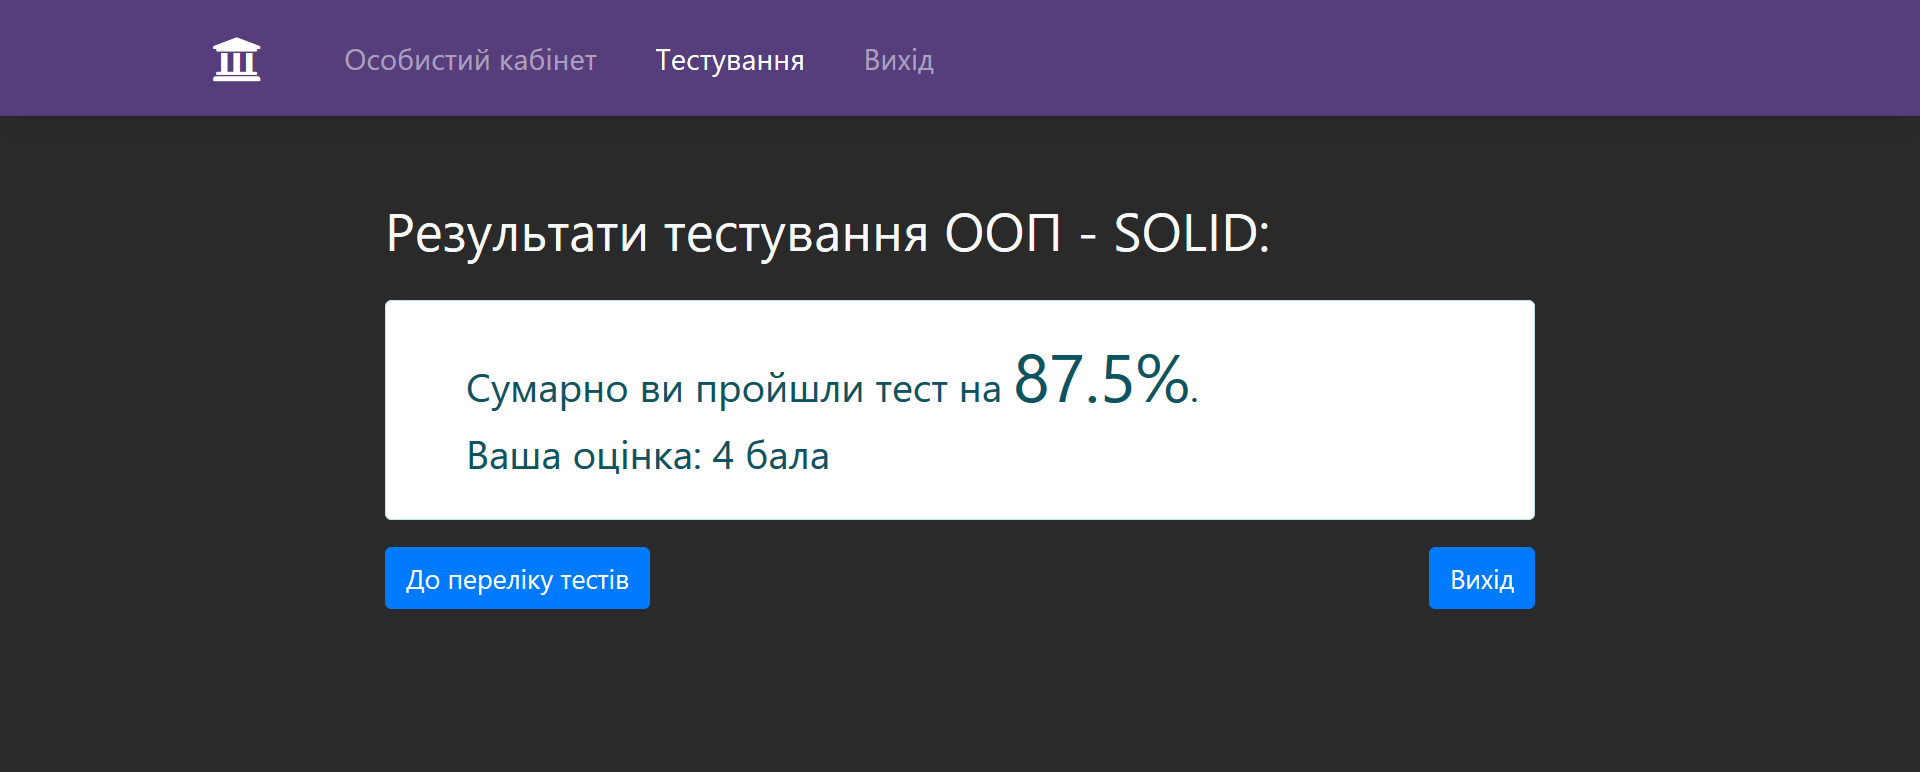 Особистий кабінет Тестування Вихід
Результати тестування ООП - SOLID:
Сумарно ви пройшли тест на 87.5%.
Ваша оцінка: 4 бала
До переліку тестів Вихід